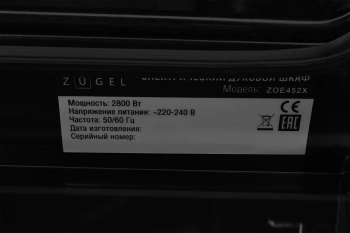 ZÜGEL
ЭЛЕКТРИЧЕСКИЙ ДУХОВОЙ ШКАФ
Модель: ZOE452X
Мощность: 2800 Вт
Напряжение питания: ~220-240 В
Частота: 50/60 Гц
Дата изготовления:
Серийный номер:
CE
EAC